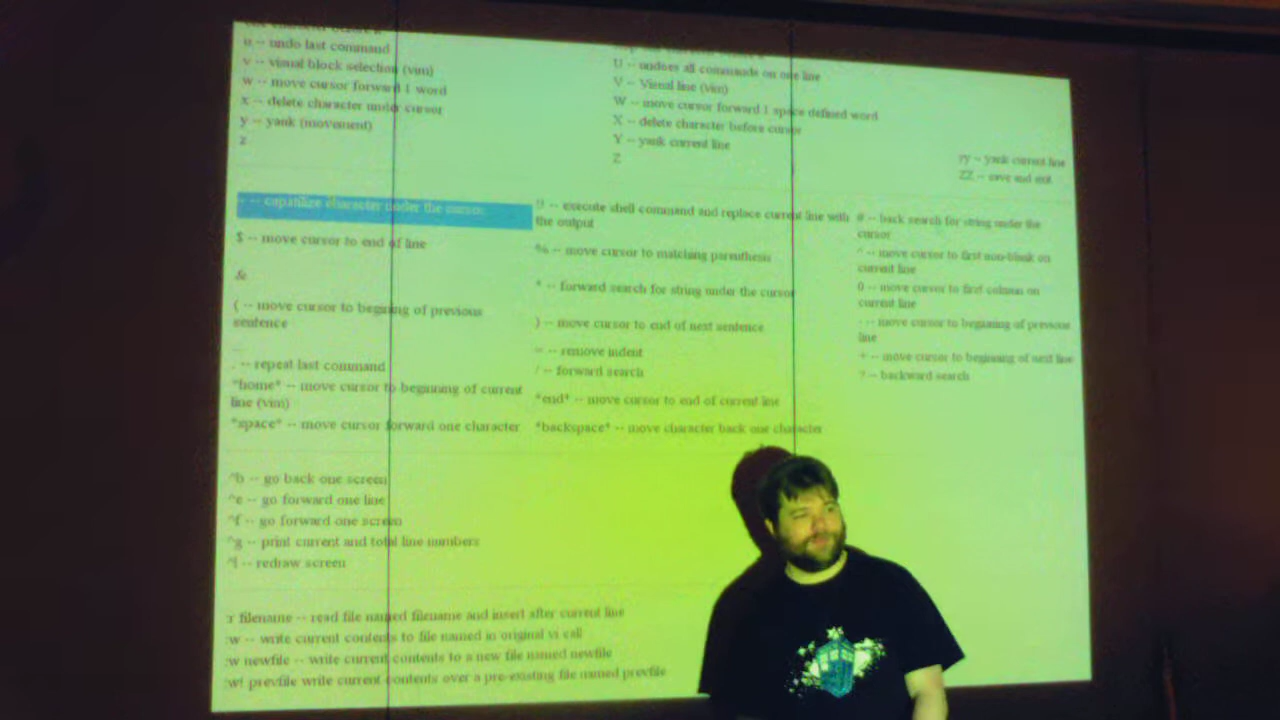 u -- undo last command
v -- visual block selection (vim)
w -- move cursor forward 1 word
x -- delete character under cursor
y -- yank (movement)
z
U -- undoes all commands on one line
V -- Visual line (vim)
W -- move cursor forward 1 space defined word
X -- delete character before cursor
Y -- yank current line
Z
yy -- yank current line
ZZ -- save and exit
-- capatilize character under the cursor
$ -- move cursor to end of line
&
( -- move cursor to begining of previous
sentence
. -- repeat last command
*home* -- move cursor to beginning of current
line (vim)
*space* -- move cursor forward one character
!! -- execute shell command and replace current line with
the output
% -- move cursor to matching parenthesis
* -- forward search for string under the cursor
) -- move cursor to end of next sentence
= -- remove indent
/ -- forward search
*end* -- move cursor to end of current line
*backspace* -- move character back one character
# -- back search for string under the
cursor
^ -- move cursor to first non-blank on
current line
0 -- move cursor to first column on
current line
- -- move cursor to beginning of previous
line
+ -- move cursor to beginning of next line
? -- backward search
^b -- go back one screen
^e -- go forward one line
^f -- go forward one screen
^g -- print current and total line numbers
^l -- redraw screen
:r filename -- read file named filename and insert after current line
:w -- write current contents to file named in original vi call
:w newfile -- write current contents to a new file named newfile
:w! prevfile write current contents over a pre-existing file named prevfile